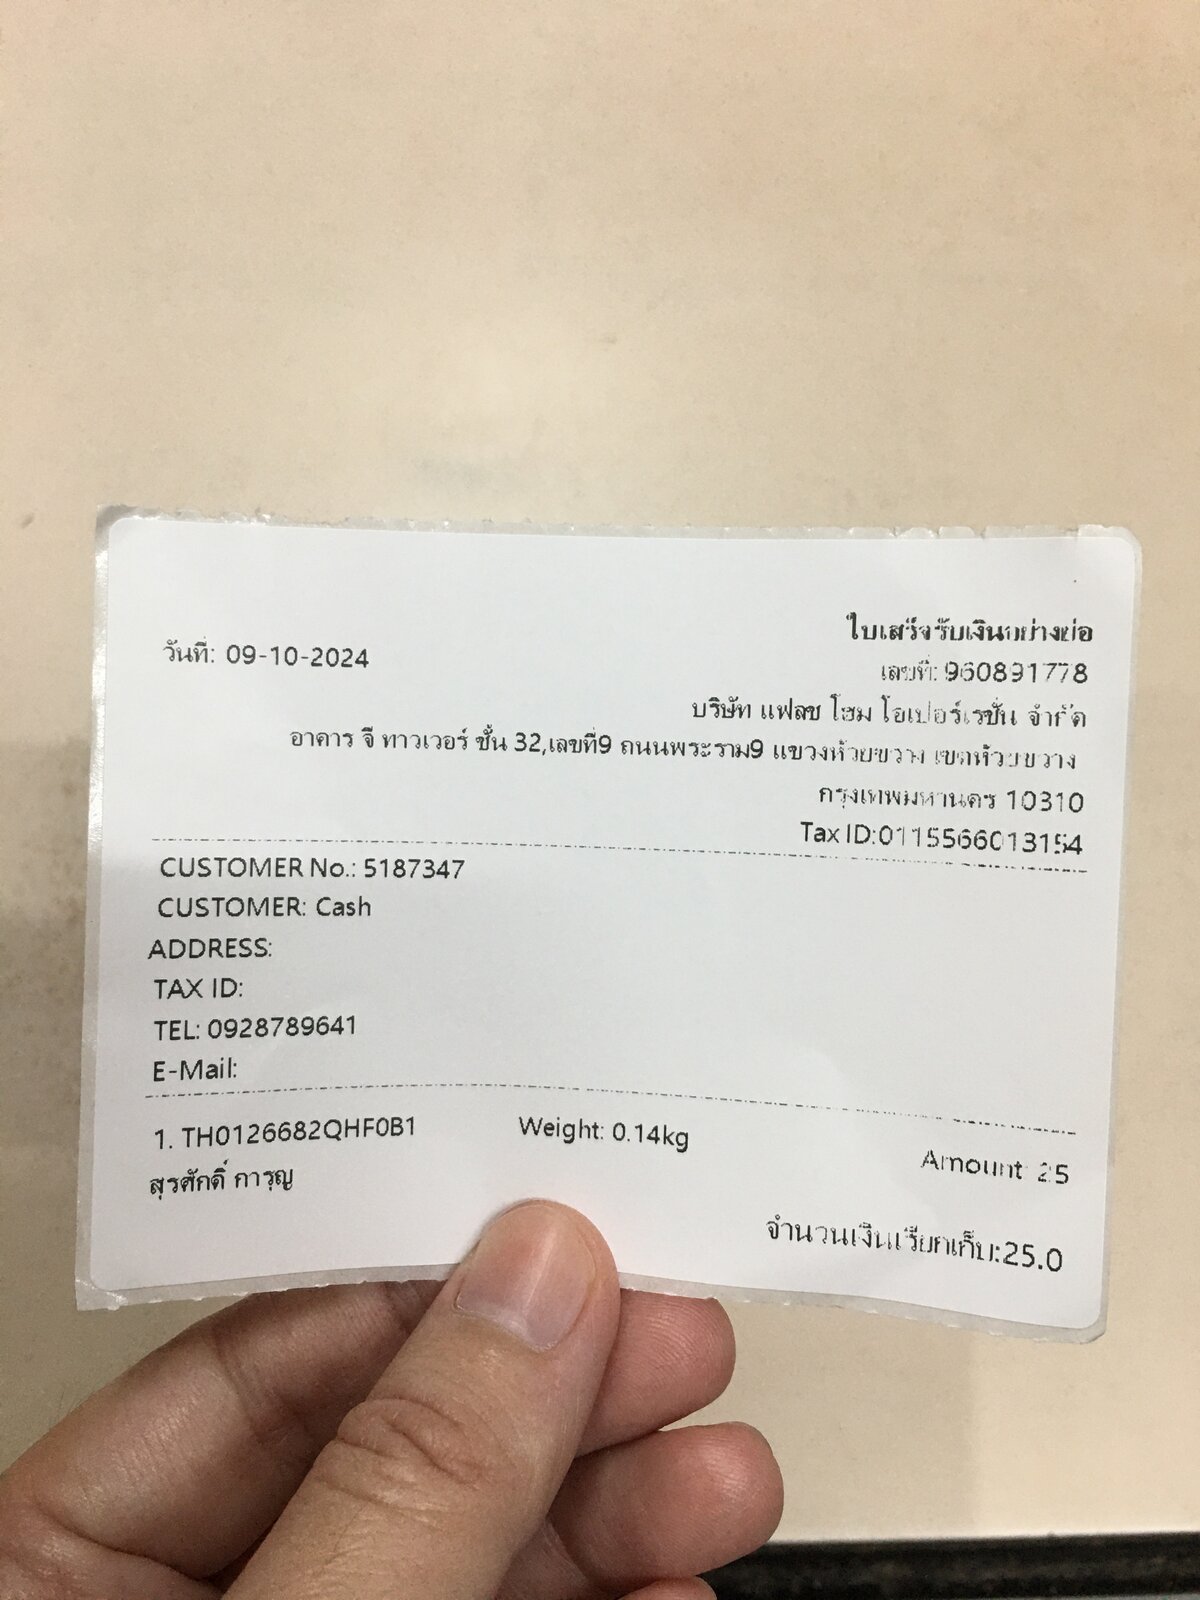 ใบเสร็จรับเงินอย่างย่อ
วันที่: 09-10-2024
เลขที่: 960891778
บริษัท แฟลช โฮม โอเปอร์เรชั่น จำกัด
อาคาร จี ทาวเวอร์ ชั้น 32,เลขที่9 ถนนพระราม9 แขวงห้วยขวาง เขตห้วยขวาง
กรุงเทพมหานคร 10310
Tax ID:0115566013154
CUSTOMER No.: 5187347
CUSTOMER: Cash
ADDRESS:
TAX ID:
TEL: 0928789641
E-Mail:
1. TH0126682QHF0B1 Weight: 0.14kg Amount: 25
สุรศักดิ์ การุญ
จำนวนเงินเรียกเก็บ:25.0